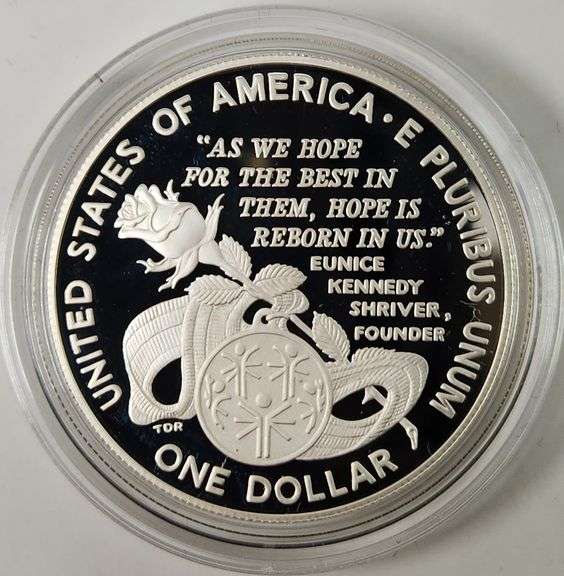 UNITED STATES OF AMERICA • E PLURIBUS UNUM
“AS WE HOPE
FOR THE BEST IN
THEM, HOPE IS
REBORN IN US.”
EUNICE
KENNEDY
SHRIVER,
FOUNDER
TDR
ONE DOLLAR